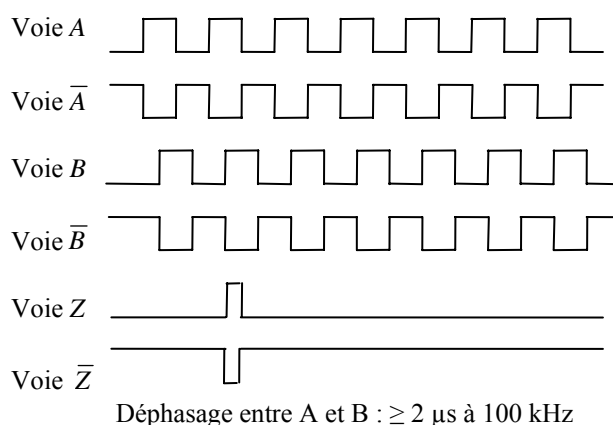 Voie A
Voie A̅
Voie B
Voie B̅
Voie Z
Voie Z̅
Déphasage entre A et B : ≥ 2 µs à 100 kHz